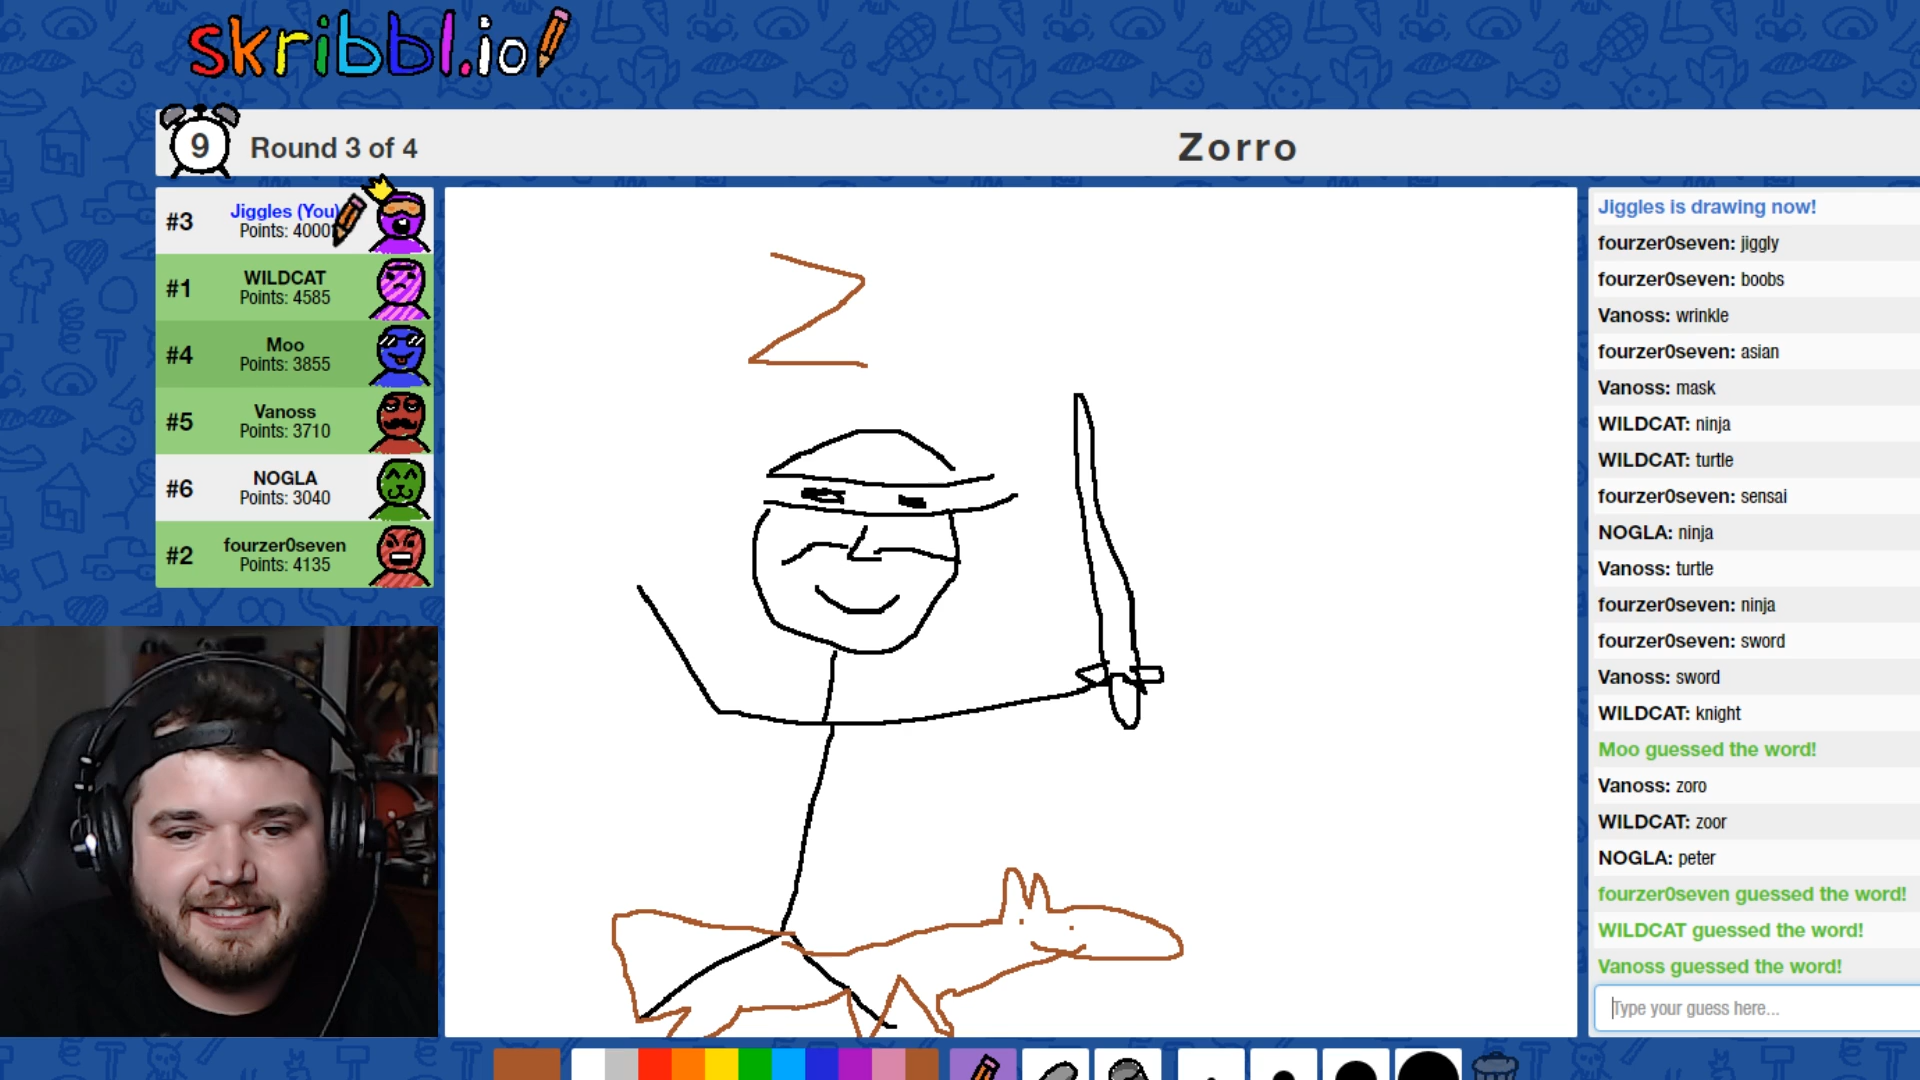 skribbl.io
9
Round 3 of 4
Zorro
#3
Jiggles (You)
Points: 4000
#1
WILDCAT
Points: 4585
#4
Moo
Points: 3855
#5
Vanoss
Points: 3710
#6
NOGLA
Points: 3040
#2
fourzer0seven
Points: 4135
Z
Jiggles is drawing now!
fourzer0seven: jiggly
fourzer0seven: boobs
Vanoss: wrinkle
fourzer0seven: asian
Vanoss: mask
WILDCAT: ninja
WILDCAT: turtle
fourzer0seven: sensai
NOGLA: ninja
Vanoss: turtle
fourzer0seven: ninja
fourzer0seven: sword
Vanoss: sword
WILDCAT: knight
Moo guessed the word!
Vanoss: zoro
WILDCAT: zoor
NOGLA: peter
fourzer0seven guessed the word!
WILDCAT guessed the word!
Vanoss guessed the word!
Type your guess here...